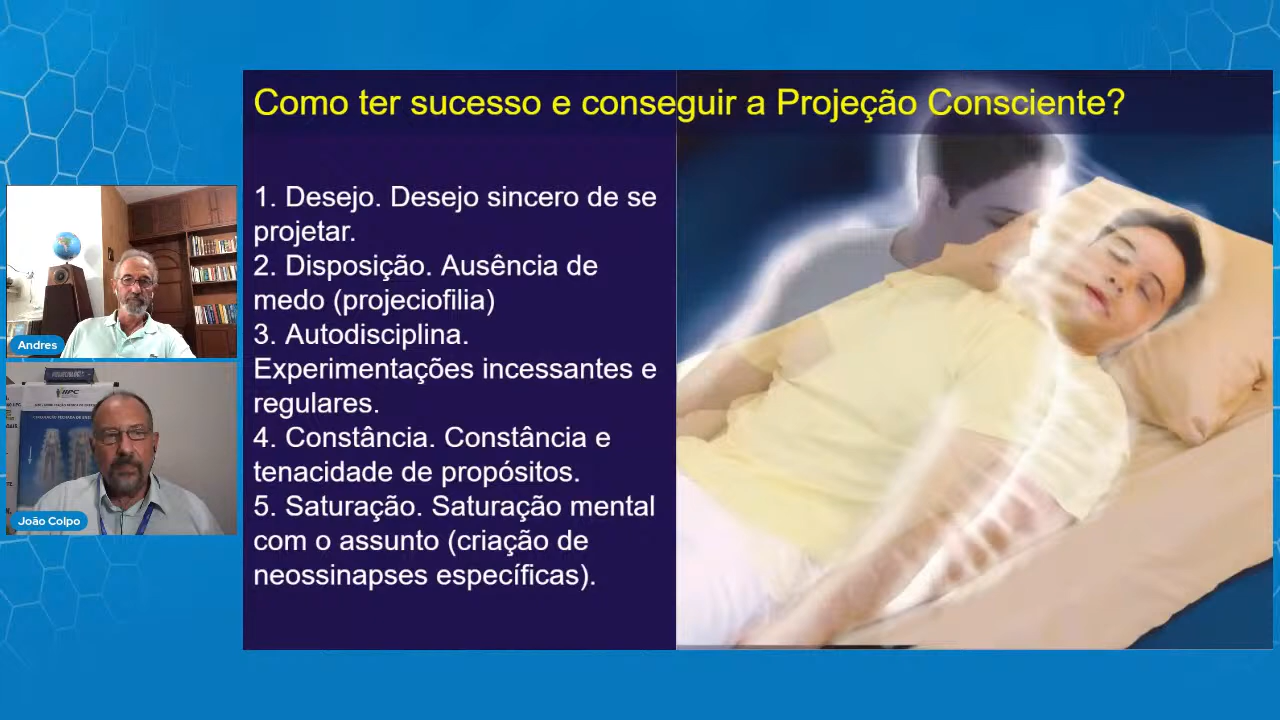 Como ter sucesso e conseguir a Projeção Consciente?
1. Desejo. Desejo sincero de se
projetar.
2. Disposição. Ausência de
medo (projeciofilia)
3. Autodisciplina.
Experimentações incessantes e
regulares.
4. Constância. Constância e
tenacidade de propósitos.
5. Saturação. Saturação mental
com o assunto (criação de
neossinapses específicas).
Andres
IIPC
João Colpo